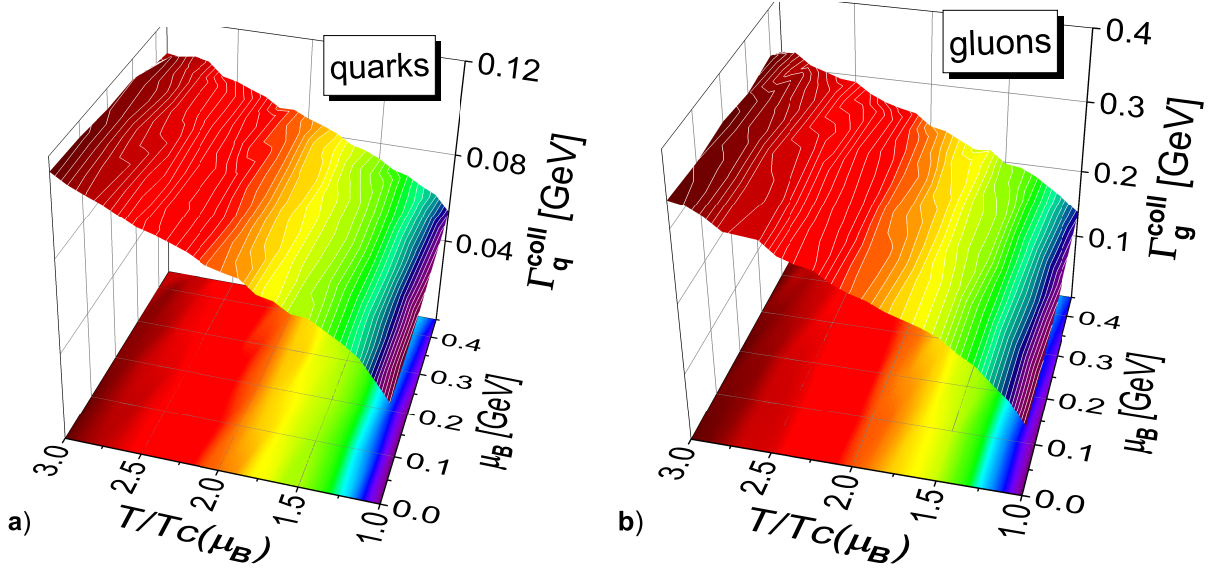 quarks
0.12
0.08
0.04
Γ_q^coll [GeV]
0.4
0.3
0.2
0.1
0.0
μ_B [GeV]
3.0
2.5
2.0
1.5
1.0
T/Tc(μ_B)
a)
gluons
0.4
0.3
0.2
0.1
Γ_g^coll [GeV]
0.4
0.3
0.2
0.1
0.0
μ_B [GeV]
3.0
2.5
2.0
1.5
1.0
T/Tc(μ_B)
b)